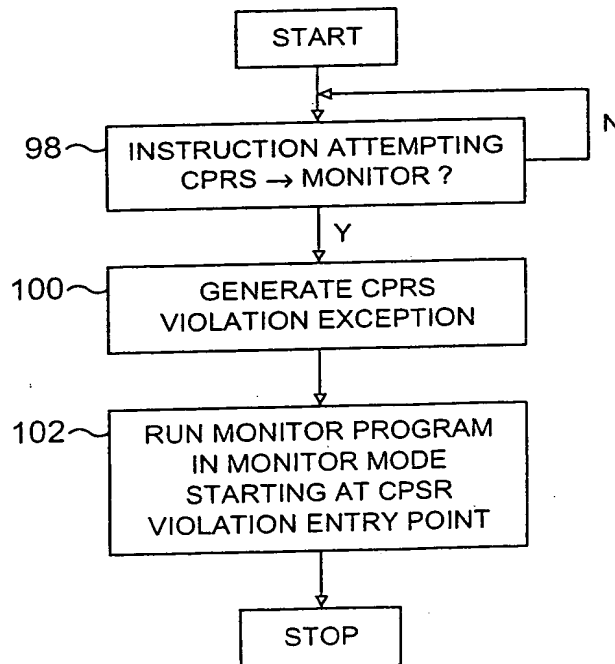 START
N
98
INSTRUCTION ATTEMPTING
CPRS → MONITOR ?
Y
100
GENERATE CPRS
VIOLATION EXCEPTION
102
RUN MONITOR PROGRAM
IN MONITOR MODE
STARTING AT CPSR
VIOLATION ENTRY POINT
STOP